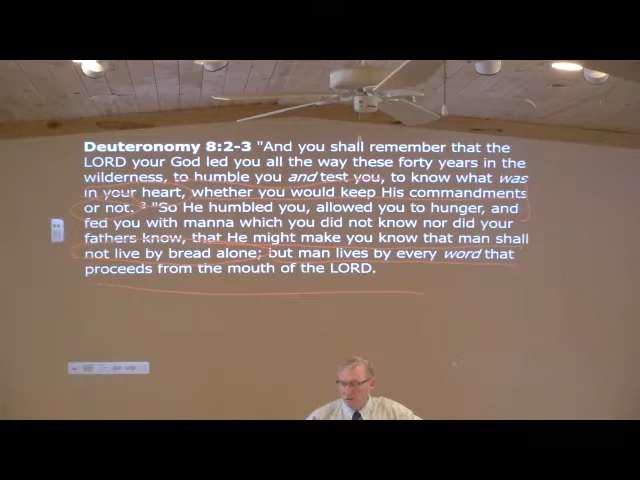 Deuteronomy 8:2-3 "And you shall remember that the
LORD your God led you all the way these forty years in the
wilderness, to humble you and test you, to know what was
in your heart, whether you would keep His commandments
or not. 3 "So He humbled you, allowed you to hunger, and
fed you with manna which you did not know nor did your
fathers know, that He might make you know that man shall
not live by bread alone; but man lives by every word that
proceeds from the mouth of the LORD.